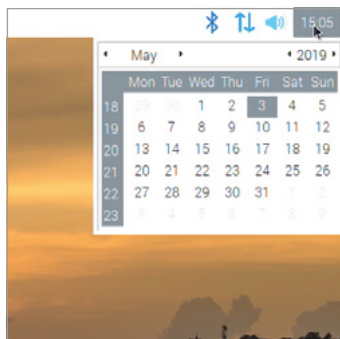 15:05
May 2019
Mon Tue Wed Thu Fri Sat Sun
18 29 30 1 2 3 4 5
19 6 7 8 9 10 11 12
20 13 14 15 16 17 18 19
21 20 21 22 23 24 25 26
22 27 28 29 30 31 1 2
23 3 4 5 6 7 8 9